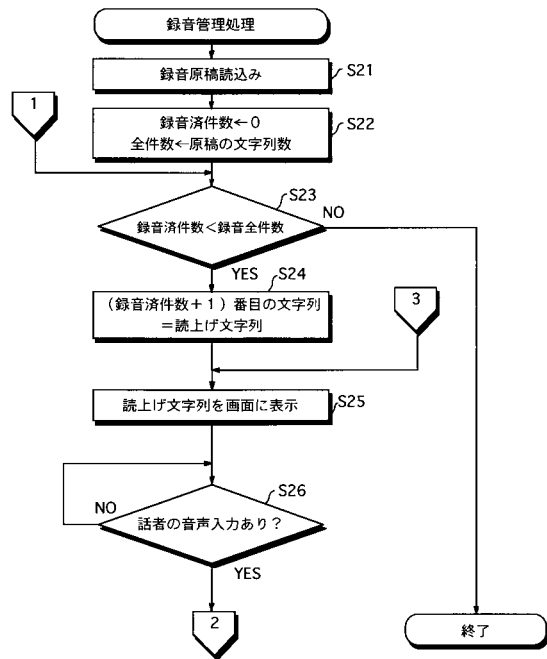 録音管理処理
録音原稿読込み
S21
1
録音済件数←0
全件数←原稿の文字列数
S22
S23
録音済件数<録音全件数
NO
YES
S24
(録音済件数+1)番目の文字列
=読上げ文字列
3
読上げ文字列を画面に表示
S25
S26
NO
話者の音声入力あり?
YES
2
終了